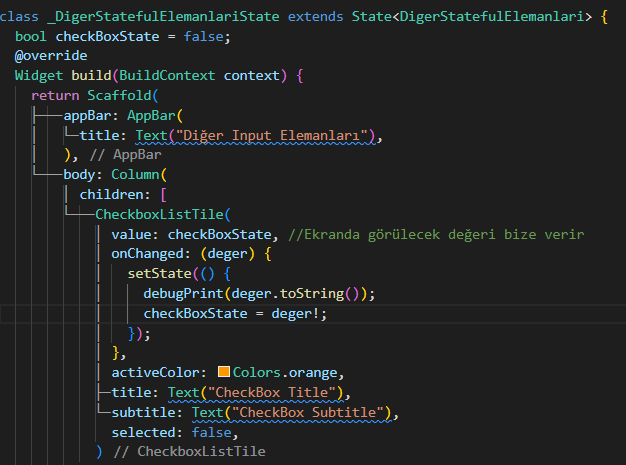 class _DigerStatefulElemanlariState extends State<DigerStatefulElemanlari> {
bool checkBoxState = false;
@override
Widget build(BuildContext context) {
return Scaffold(
appBar: AppBar(
title: Text("Diğer Input Elemanları"),
), // AppBar
body: Column(
children: [
CheckboxListTile(
value: checkBoxState, //Ekranda görülecek değeri bize verir
onChanged: (deger) {
setState(() {
debugPrint(deger.toString());
checkBoxState = deger!;
});
},
activeColor: Colors.orange,
title: Text("CheckBox Title"),
subtitle: Text("CheckBox Subtitle"),
selected: false,
) // CheckboxListTile